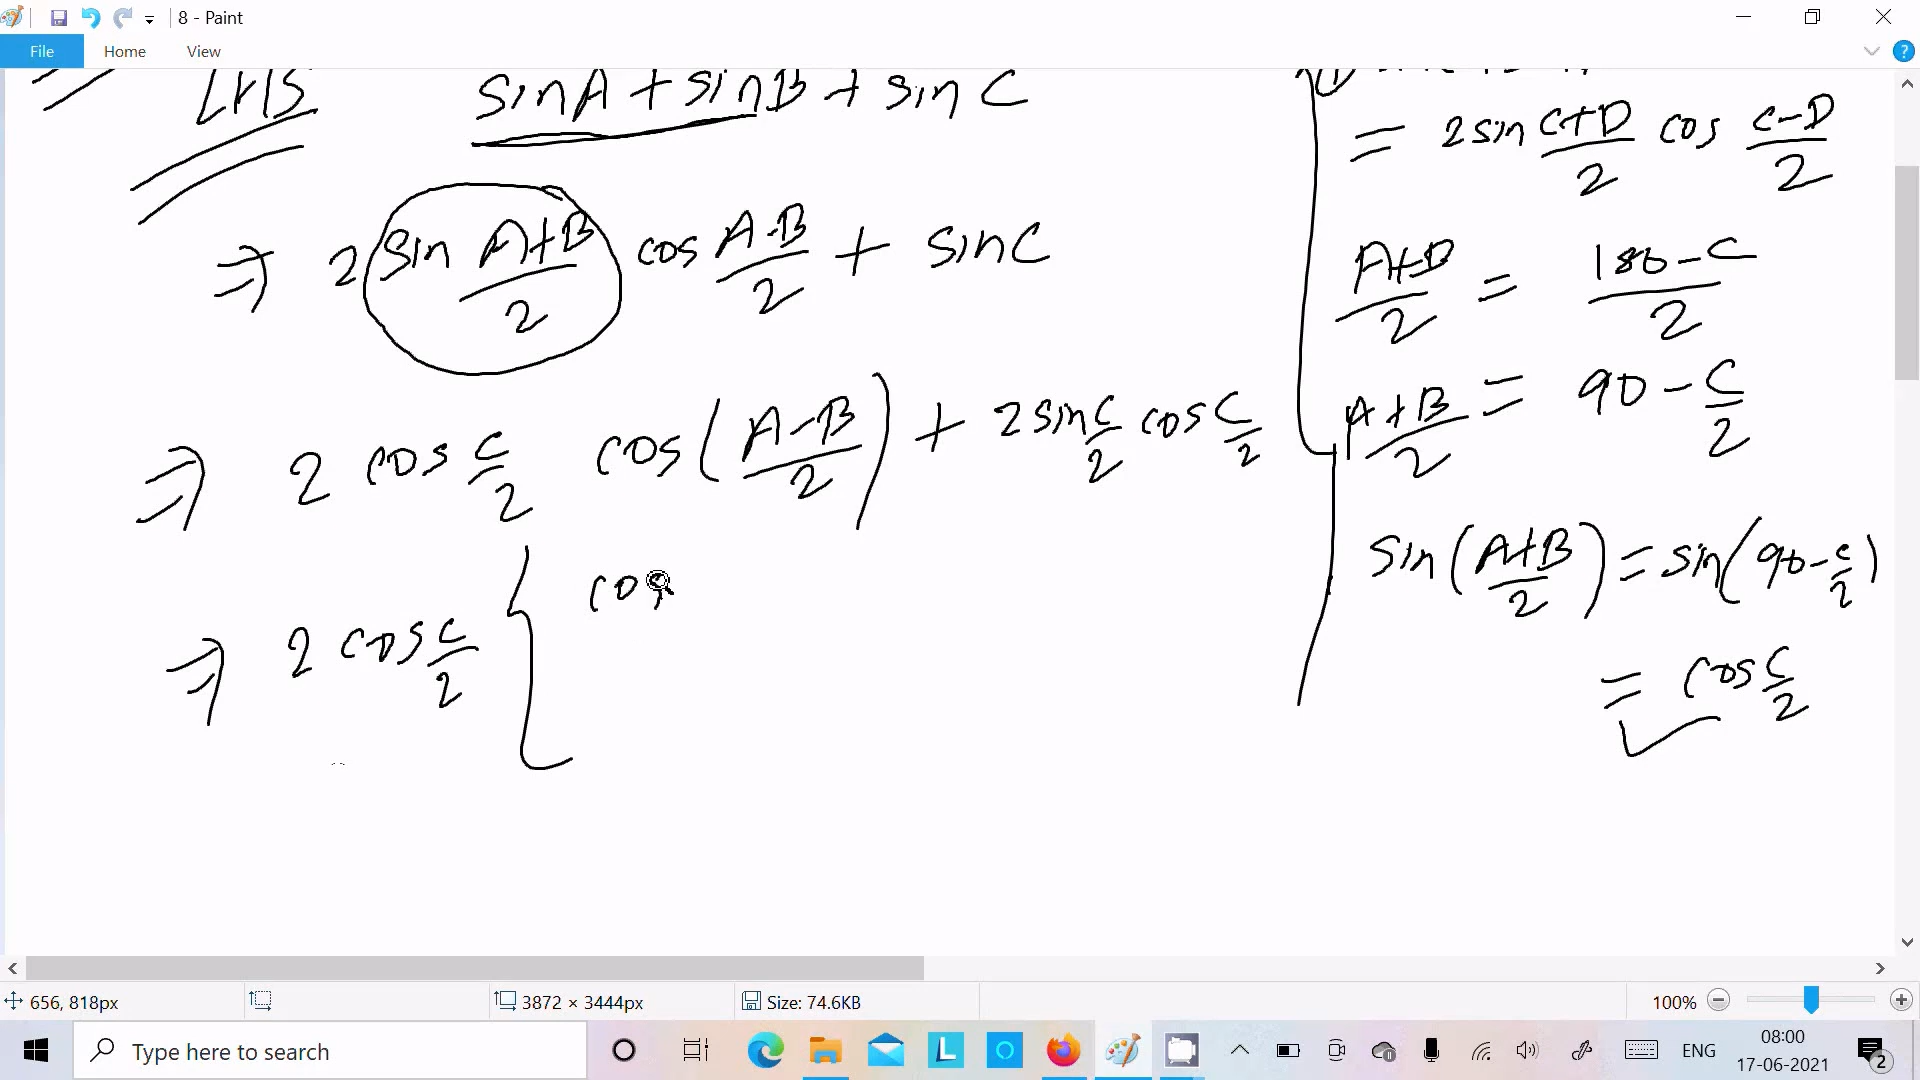 8 - Paint
File Home View
LHS sinA + sinB + sin C
⇒ 2 sin A+B/2 cos A-B/2 + sinC
⇒ 2 cos C/2 cos(A-B/2) + 2 sin C/2 cos C/2
⇒ 2 cos C/2 { cos
= 2 sin C+D/2 cos C-D/2
A+B/2 = 180-C/2
A+B/2 = 90 - C/2
sin(A+B/2) = sin(90-C/2)
= cos C/2
656, 818px 3872 × 3444px Size: 74.6KB 100%
Type here to search ENG 08:00
17-06-2021
2